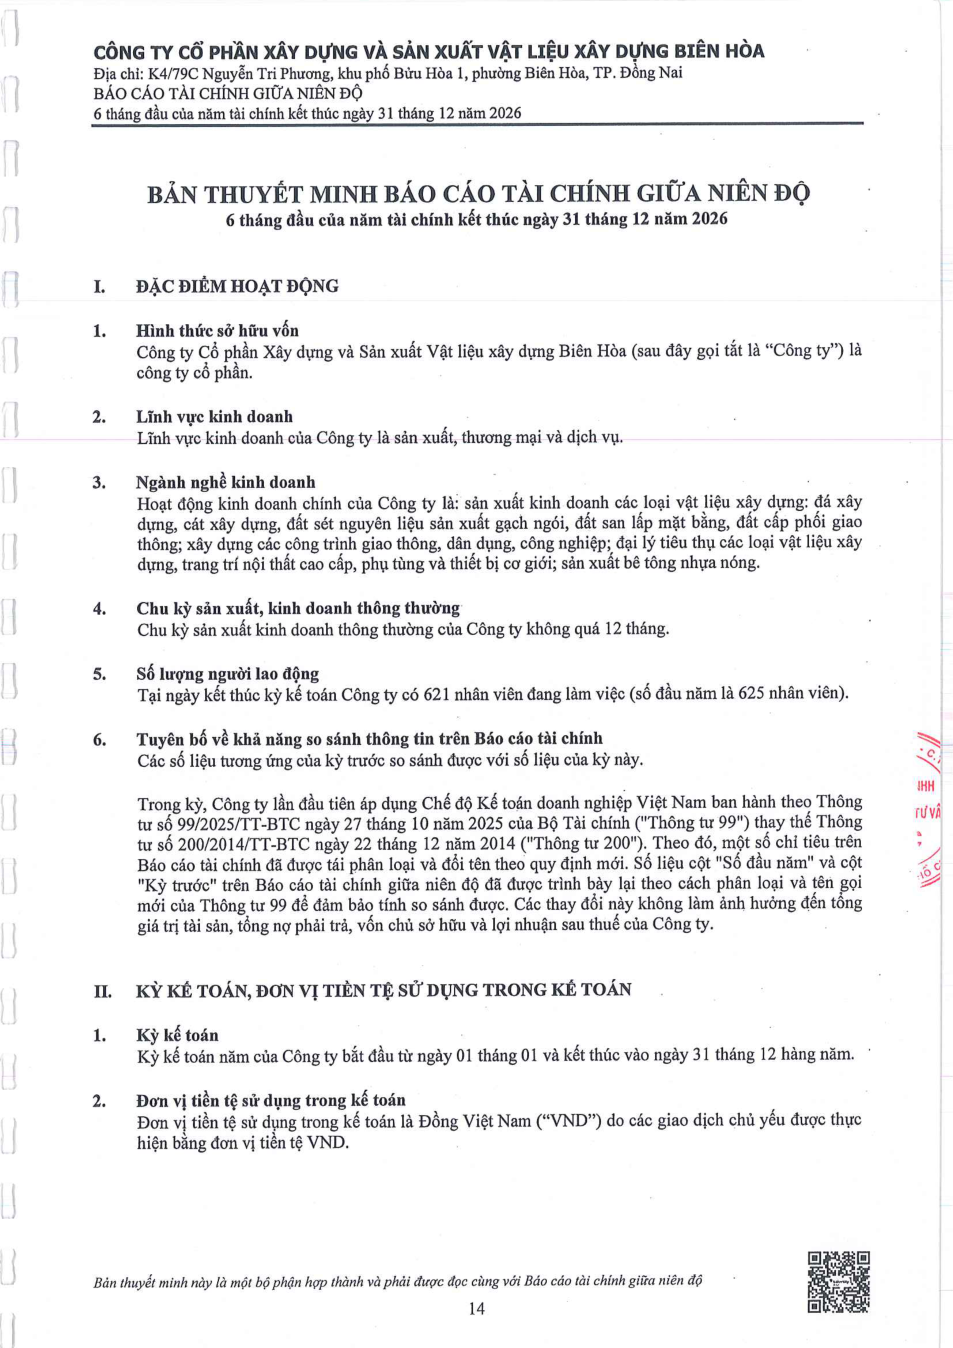 CÔNG TY CỔ PHẦN XÂY DỰNG VÀ SẢN XUẤT VẬT LIỆU XÂY DỰNG BIÊN HÒA
Địa chỉ: K4/79C Nguyễn Tri Phương, khu phố Bửu Hòa 1, phường Biên Hòa, TP. Đồng Nai
BÁO CÁO TÀI CHÍNH GIỮA NIÊN ĐỘ
6 tháng đầu của năm tài chính kết thúc ngày 31 tháng 12 năm 2026
BẢN THUYẾT MINH BÁO CÁO TÀI CHÍNH GIỮA NIÊN ĐỘ
6 tháng đầu của năm tài chính kết thúc ngày 31 tháng 12 năm 2026
I. ĐẶC ĐIỂM HOẠT ĐỘNG
1. Hình thức sở hữu vốn
Công ty Cổ phần Xây dựng và Sản xuất Vật liệu xây dựng Biên Hòa (sau đây gọi tắt là “Công ty”) là
công ty cổ phần.
2. Lĩnh vực kinh doanh
Lĩnh vực kinh doanh của Công ty là sản xuất, thương mại và dịch vụ.
3. Ngành nghề kinh doanh
Hoạt động kinh doanh chính của Công ty là: sản xuất kinh doanh các loại vật liệu xây dựng: đá xây
dựng, cát xây dựng, đất sét nguyên liệu sản xuất gạch ngói, đất san lấp mặt bằng, đất cấp phối giao
thông; xây dựng các công trình giao thông, dân dụng, công nghiệp; đại lý tiêu thụ các loại vật liệu xây
dựng, trang trí nội thất cao cấp, phụ tùng và thiết bị cơ giới; sản xuất bê tông nhựa nóng.
4. Chu kỳ sản xuất, kinh doanh thông thường
Chu kỳ sản xuất kinh doanh thông thường của Công ty không quá 12 tháng.
5. Số lượng người lao động
Tại ngày kết thúc kỳ kế toán Công ty có 621 nhân viên đang làm việc (số đầu năm là 625 nhân viên).
6. Tuyên bố về khả năng so sánh thông tin trên Báo cáo tài chính
Các số liệu tương ứng của kỳ trước so sánh được với số liệu của kỳ này.
Trong kỳ, Công ty lần đầu tiên áp dụng Chế độ Kế toán doanh nghiệp Việt Nam ban hành theo Thông
tư số 99/2025/TT-BTC ngày 27 tháng 10 năm 2025 của Bộ Tài chính ("Thông tư 99") thay thế Thông
tư số 200/2014/TT-BTC ngày 22 tháng 12 năm 2014 ("Thông tư 200"). Theo đó, một số chỉ tiêu trên
Báo cáo tài chính đã được tái phân loại và đổi tên theo quy định mới. Số liệu cột "Số đầu năm" và cột
"Kỳ trước" trên Báo cáo tài chính giữa niên độ đã được trình bày lại theo cách phân loại và tên gọi
mới của Thông tư 99 để đảm bảo tính so sánh được. Các thay đổi này không làm ảnh hưởng đến tổng
giá trị tài sản, tổng nợ phải trả, vốn chủ sở hữu và lợi nhuận sau thuế của Công ty.
II. KỲ KẾ TOÁN, ĐƠN VỊ TIỀN TỆ SỬ DỤNG TRONG KẾ TOÁN
1. Kỳ kế toán
Kỳ kế toán năm của Công ty bắt đầu từ ngày 01 tháng 01 và kết thúc vào ngày 31 tháng 12 hàng năm.
2. Đơn vị tiền tệ sử dụng trong kế toán
Đơn vị tiền tệ sử dụng trong kế toán là Đồng Việt Nam (“VND”) do các giao dịch chủ yếu được thực
hiện bằng đơn vị tiền tệ VND.
Bản thuyết minh này là một bộ phận hợp thành và phải được đọc cùng với Báo cáo tài chính giữa niên độ
14